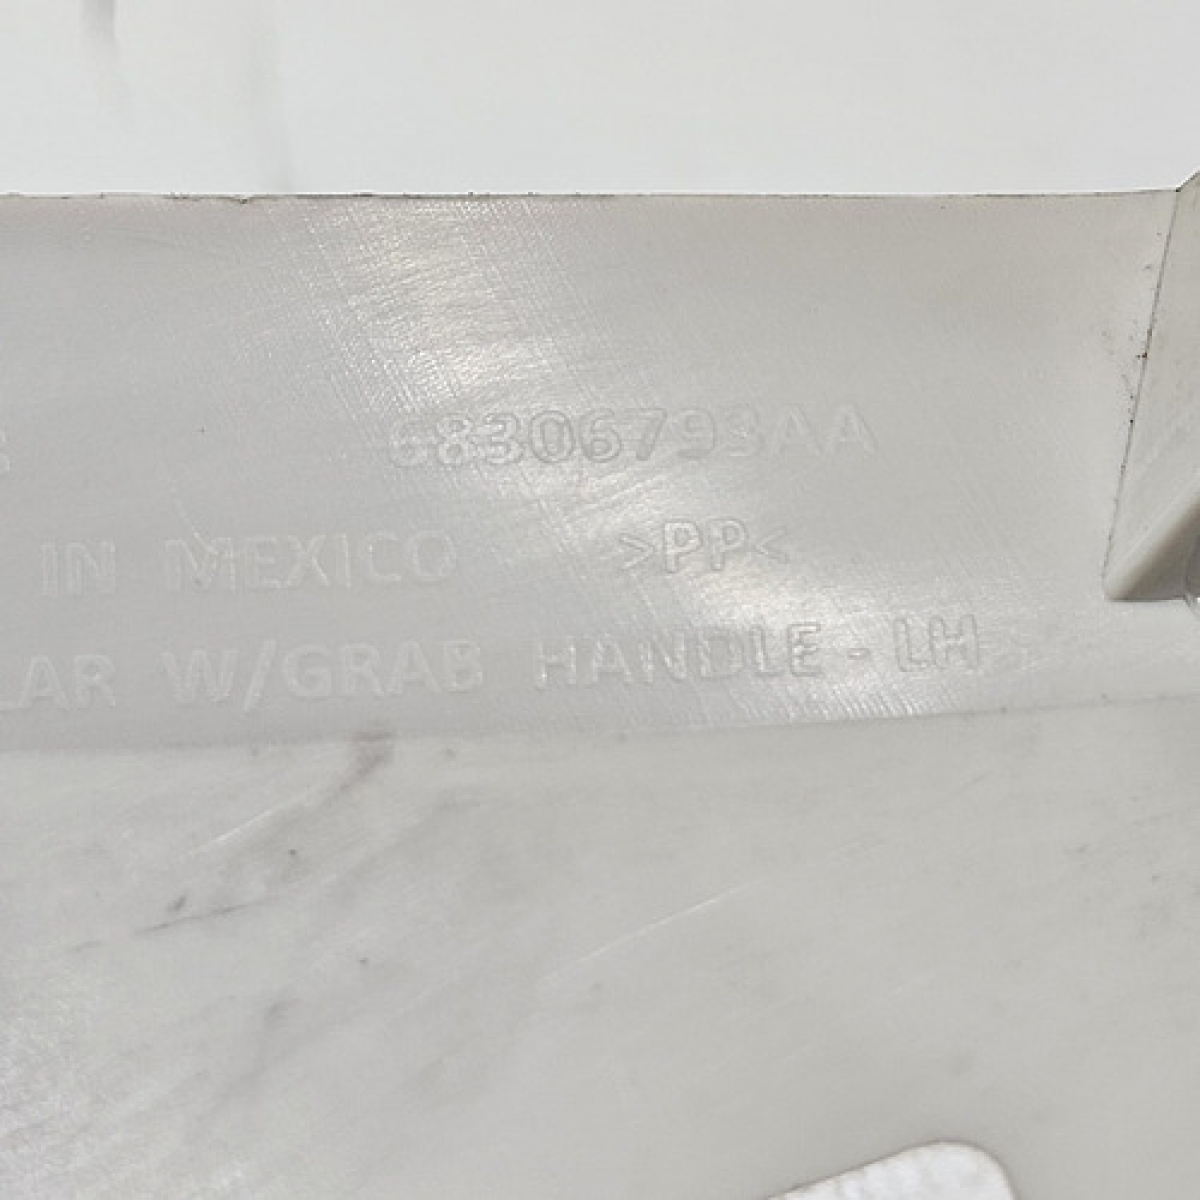 68306793AA
IN MEXICO >PP<
LAR W/GRAB HANDLE - LH